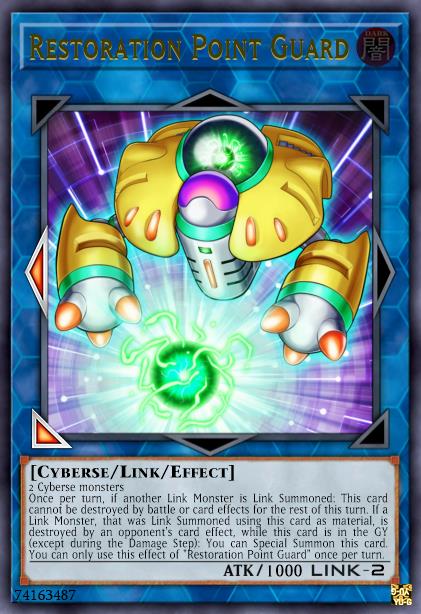 Restoration Point Guard
DARK
闇
[Cyberse/Link/Effect]
2 Cyberse monsters
Once per turn, if another Link Monster is Link Summoned: This card
cannot be destroyed by battle or card effects for the rest of this turn. If a
Link Monster, that was Link Summoned using this card as material, is
destroyed by an opponent's card effect, while this card is in the GY
(except during the Damage Step): You can Special Summon this card.
You can only use this effect of "Restoration Point Guard" once per turn.
ATK/1000 LINK-2
74163487